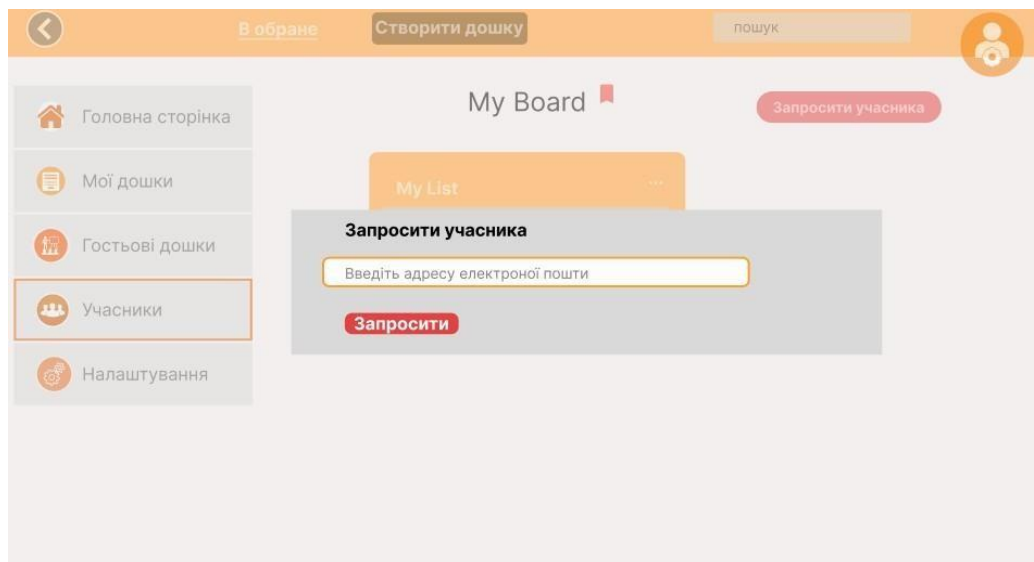 В обране
Створити дошку
пошук
My Board
Запросити учасника
Головна сторінка
Мої дошки
Гостьові дошки
Учасники
Налаштування
My List
...
Запросити учасника
Введіть адресу електроної пошти
Запросити